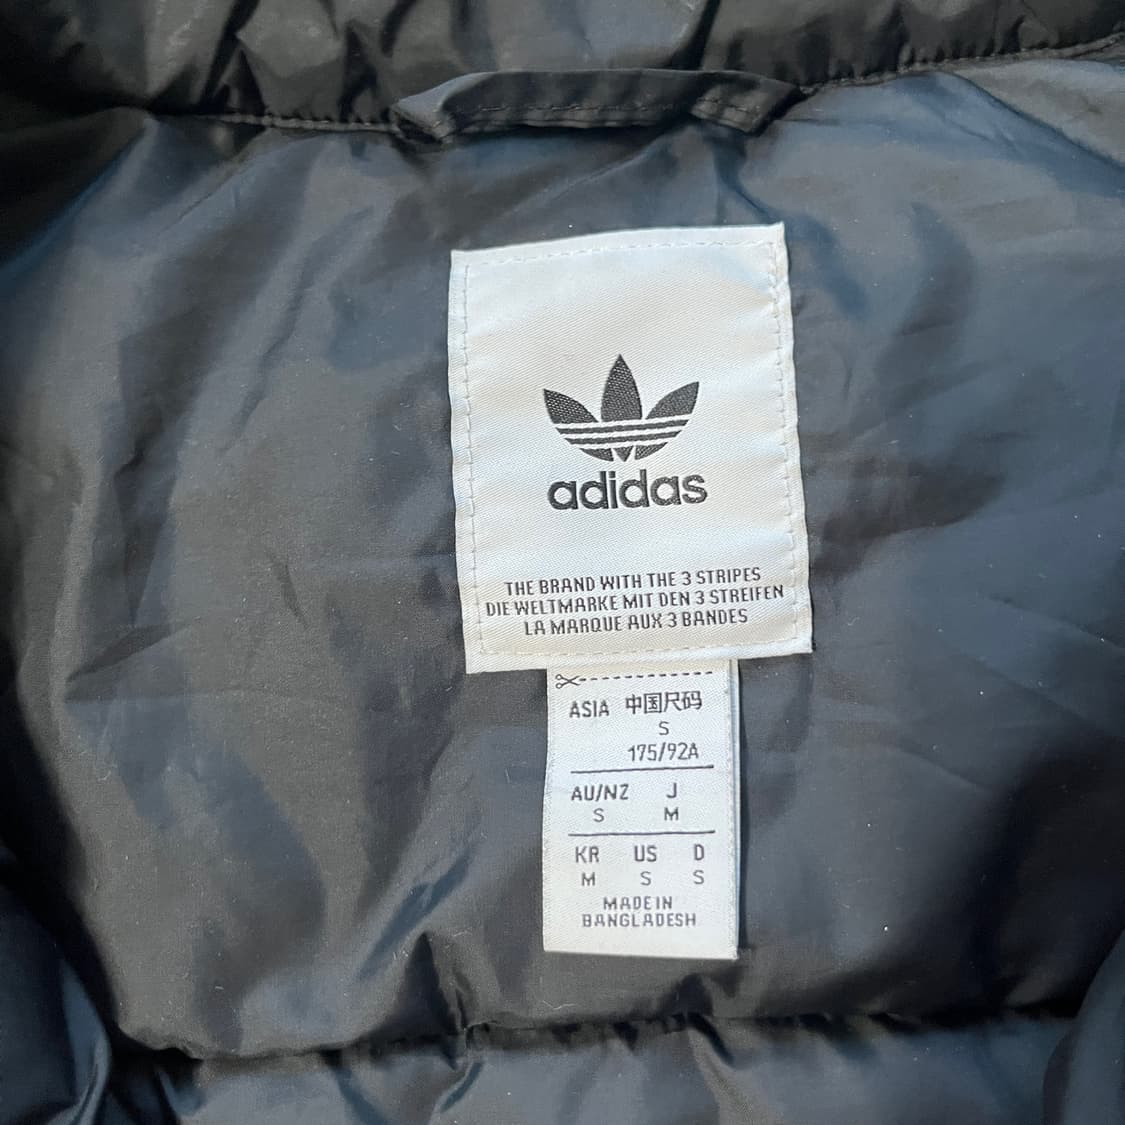 adidas
THE BRAND WITH THE 3 STRIPES
DIE WELTMARKE MIT DEN 3 STREIFEN
LA MARQUE AUX 3 BANDES
ASIA 中国尺码
S
175/92A
AU/NZ J
S M
KR US D
M S S
MADE IN
BANGLADESH